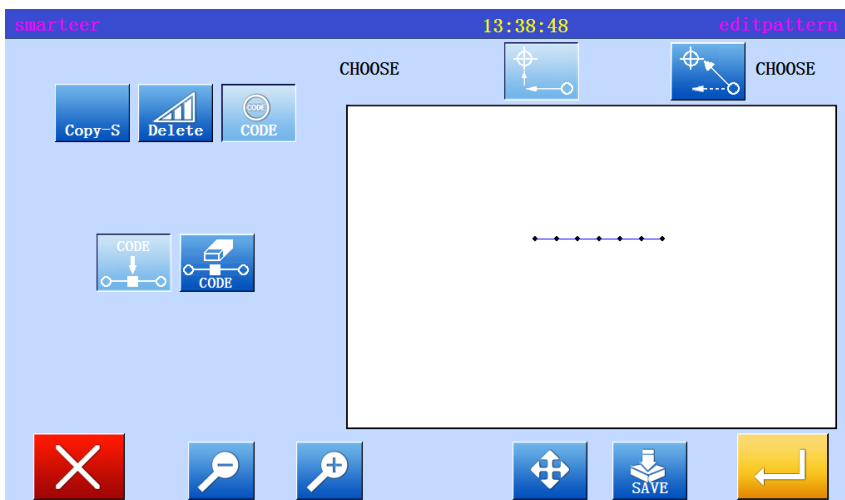 smarteer 13:38:48 editpattern
CHOOSE CHOOSE
Copy-S Delete CODE CODE
CODE CODE
SAVE